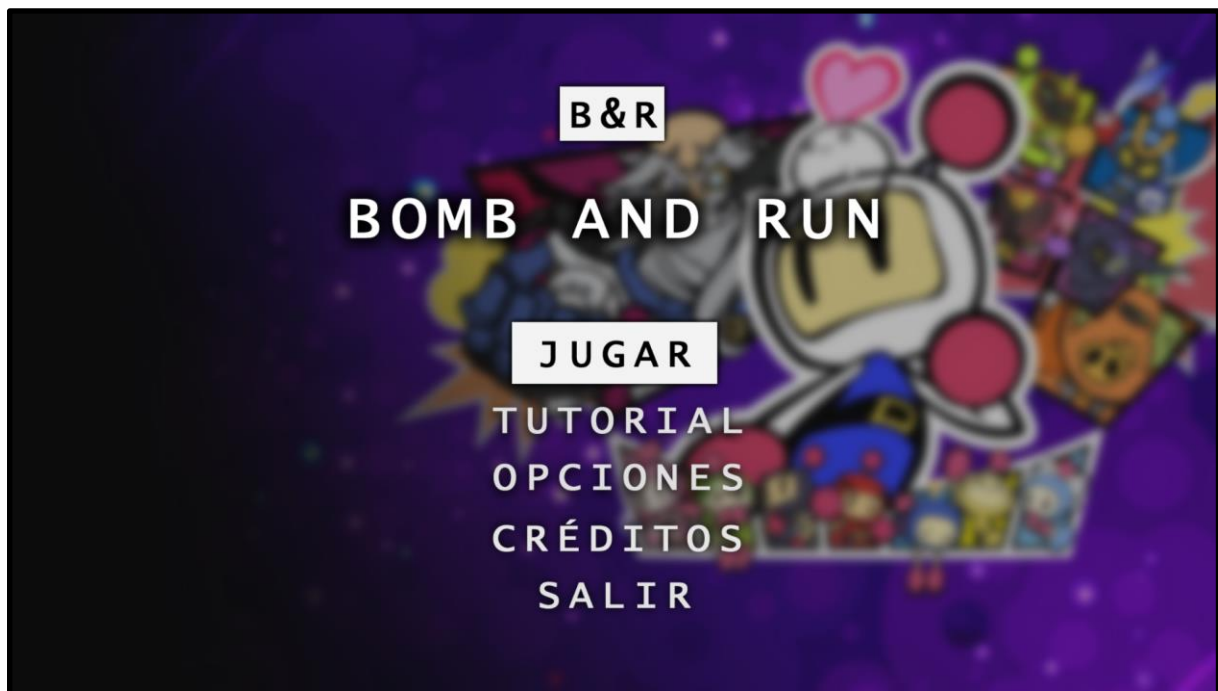 B&R
BOMB AND RUN
JUGAR
TUTORIAL
OPCIONES
CRÉDITOS
SALIR